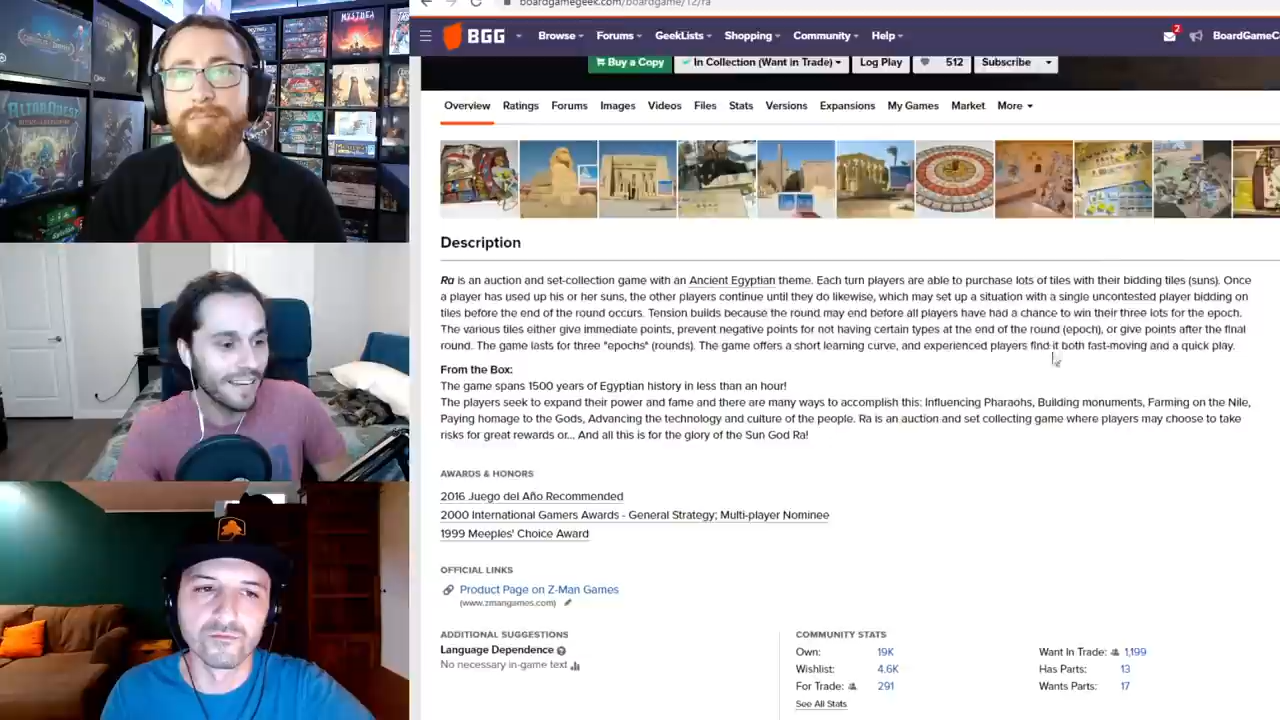 boardgamegeek.com/boardgame/12/ra
BGG Browse Forums GeekLists Shopping Community Help 2 BoardGameC
Buy a Copy In Collection (Want in Trade) Log Play 512 Subscribe
Overview Ratings Forums Images Videos Files Stats Versions Expansions My Games Market More
MYSTHEA
ALTAR QUEST
Description
Ra is an auction and set-collection game with an Ancient Egyptian theme. Each turn players are able to purchase lots of tiles with their bidding tiles (suns). Once
a player has used up his or her suns, the other players continue until they do likewise, which may set up a situation with a single uncontested player bidding on
tiles before the end of the round occurs. Tension builds because the round may end before all players have had a chance to win their three lots for the epoch.
The various tiles either give immediate points, prevent negative points for not having certain types at the end of the round (epoch), or give points after the final
round. The game lasts for three "epochs" (rounds). The game offers a short learning curve, and experienced players find it both fast-moving and a quick play.
From the Box:
The game spans 1500 years of Egyptian history in less than an hour!
The players seek to expand their power and fame and there are many ways to accomplish this: Influencing Pharaohs, Building monuments, Farming on the Nile,
Paying homage to the Gods, Advancing the technology and culture of the people. Ra is an auction and set collecting game where players may choose to take
risks for great rewards or... And all this is for the glory of the Sun God Ra!
AWARDS & HONORS
2016 Juego del Año Recommended
2000 International Gamers Awards - General Strategy; Multi-player Nominee
1999 Meeples' Choice Award
OFFICIAL LINKS
Product Page on Z-Man Games
(www.zmangames.com)
ADDITIONAL SUGGESTIONS
Language Dependence
No necessary in-game text
COMMUNITY STATS
Own: 19K
Wishlist: 4.6K
For Trade: 291
See All Stats
Want In Trade: 1,199
Has Parts: 13
Wants Parts: 17